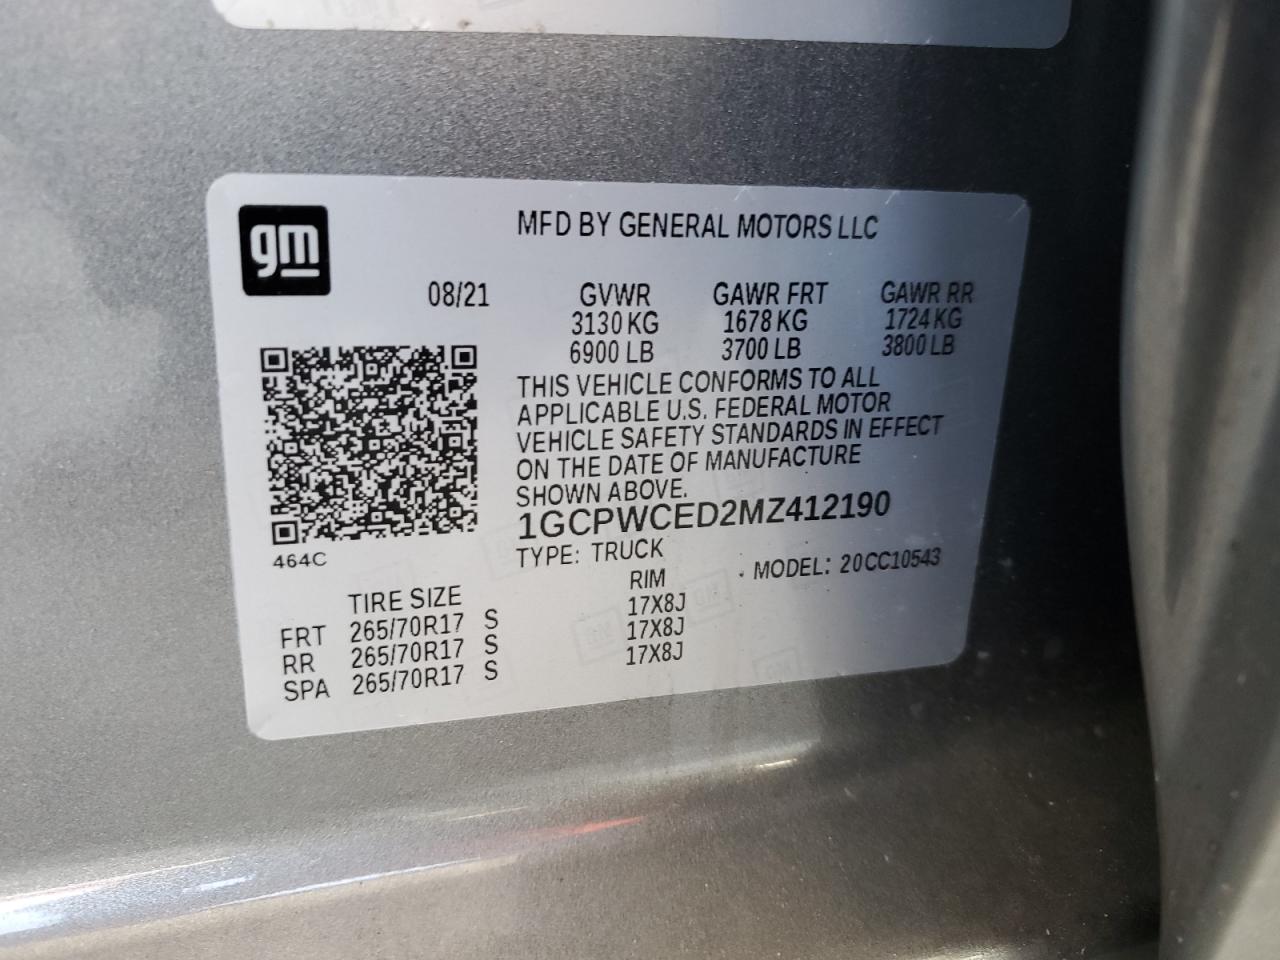 gm
MFD BY GENERAL MOTORS LLC
08/21 GVWR GAWR FRT GAWR RR
3130 KG 1678 KG 1724 KG
6900 LB 3700 LB 3800 LB
THIS VEHICLE CONFORMS TO ALL
APPLICABLE U.S. FEDERAL MOTOR
VEHICLE SAFETY STANDARDS IN EFFECT
ON THE DATE OF MANUFACTURE
SHOWN ABOVE.
1GCPWCED2MZ412190
464C
TYPE: TRUCK MODEL: 20CC10543
TIRE SIZE RIM
FRT 265/70R17 S 17X8J
RR 265/70R17 S 17X8J
SPA 265/70R17 S 17X8J